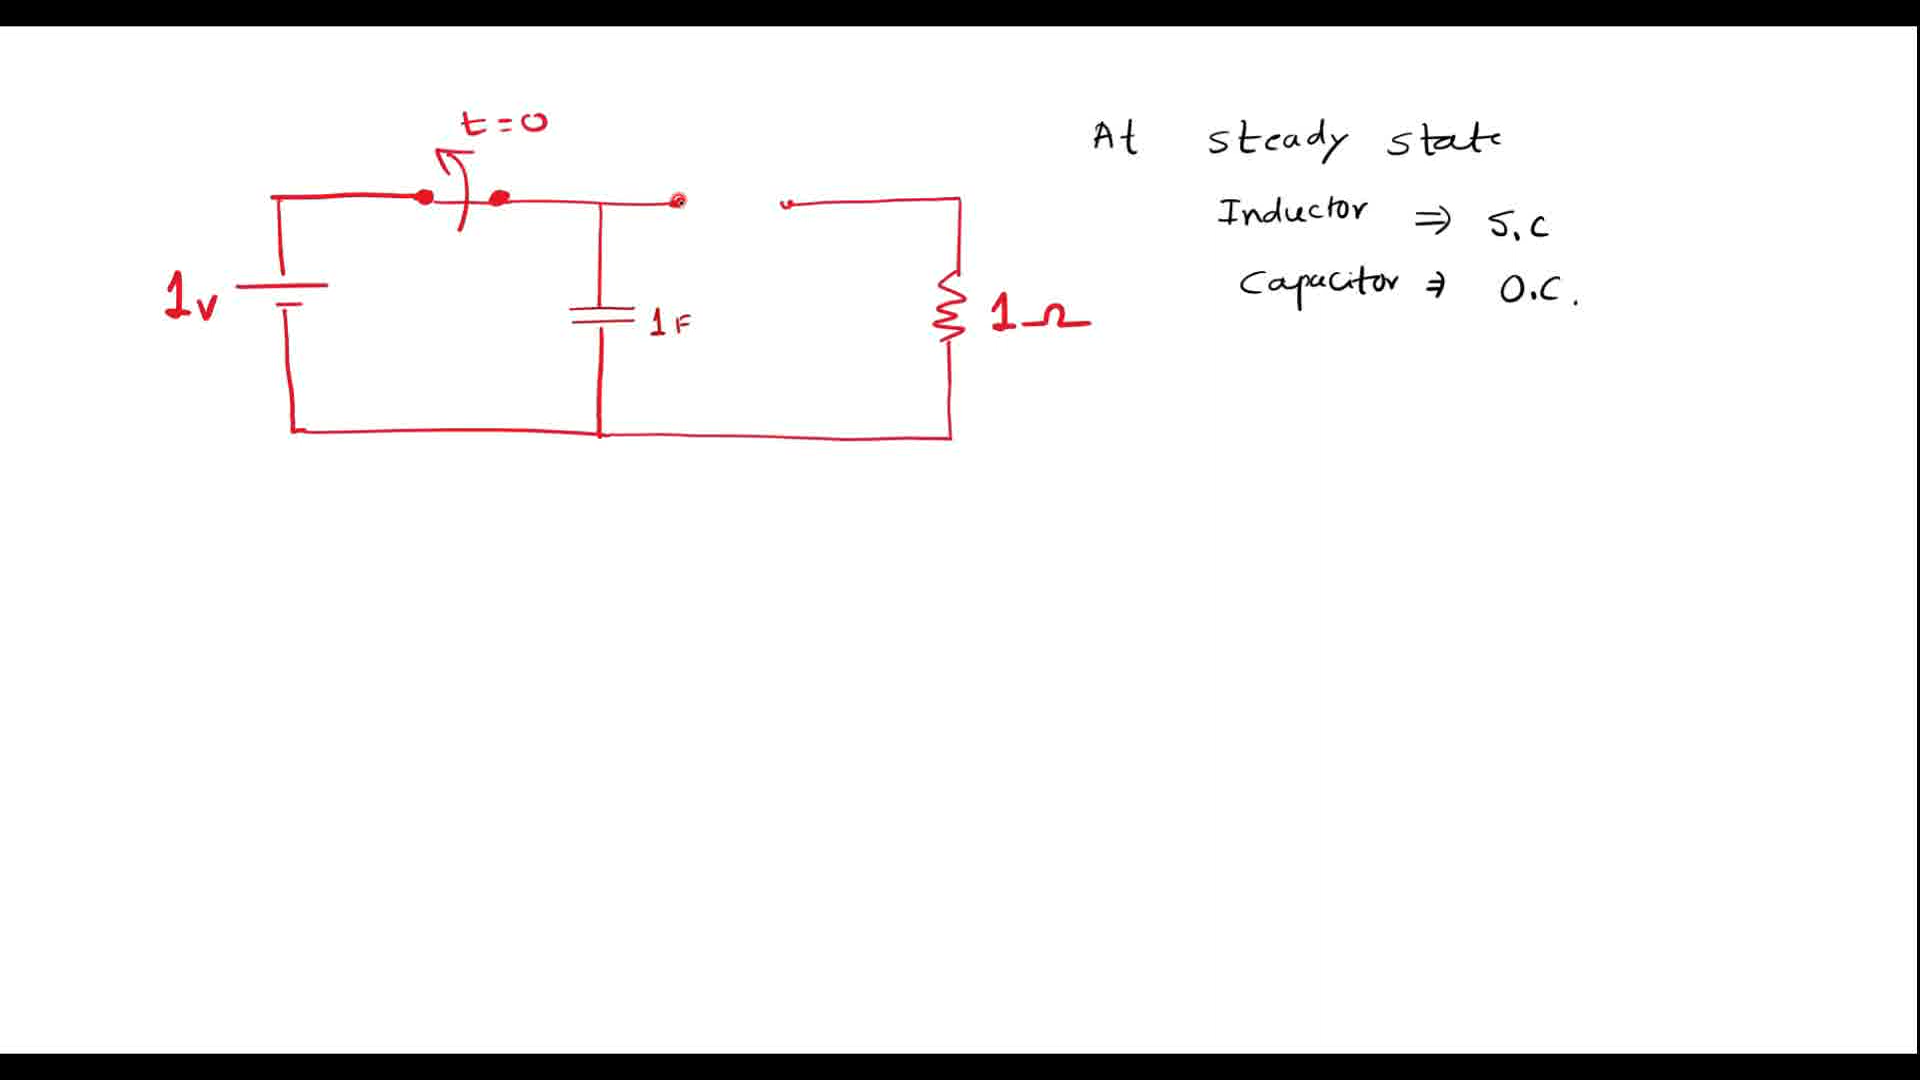 t=0
At steady state
Inductor ⇒ S.C
Capacitor ⇒ O.C.
1v
1F
1Ω